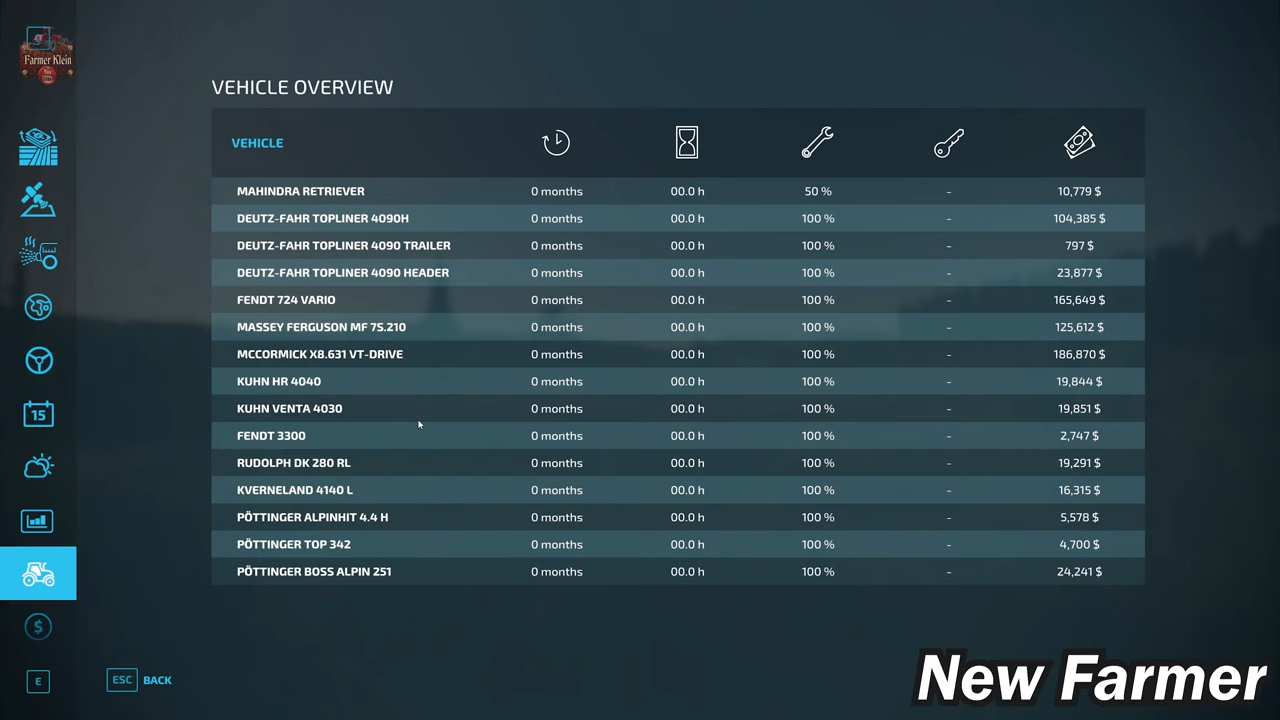 Farmer Klein
VEHICLE OVERVIEW
VEHICLE
MAHINDRA RETRIEVER 0 months 00.0 h 50 % - 10,779 $
DEUTZ-FAHR TOPLINER 4090H 0 months 00.0 h 100 % - 104,385 $
DEUTZ-FAHR TOPLINER 4090 TRAILER 0 months 00.0 h 100 % - 797 $
DEUTZ-FAHR TOPLINER 4090 HEADER 0 months 00.0 h 100 % - 23,877 $
FENDT 724 VARIO 0 months 00.0 h 100 % - 165,649 $
MASSEY FERGUSON MF 7S.210 0 months 00.0 h 100 % - 125,612 $
MCCORMICK X8.631 VT-DRIVE 0 months 00.0 h 100 % - 186,870 $
KUHN HR 4040 0 months 00.0 h 100 % - 19,844 $
KUHN VENTA 4030 0 months 00.0 h 100 % - 19,851 $
FENDT 3300 0 months 00.0 h 100 % - 2,747 $
RUDOLPH DK 280 RL 0 months 00.0 h 100 % - 19,291 $
KVERNELAND 4140 L 0 months 00.0 h 100 % - 16,315 $
PÖTTINGER ALPINHIT 4.4 H 0 months 00.0 h 100 % - 5,578 $
PÖTTINGER TOP 342 0 months 00.0 h 100 % - 4,700 $
PÖTTINGER BOSS ALPIN 251 0 months 00.0 h 100 % - 24,241 $
15
$
E
ESC BACK
New Farmer